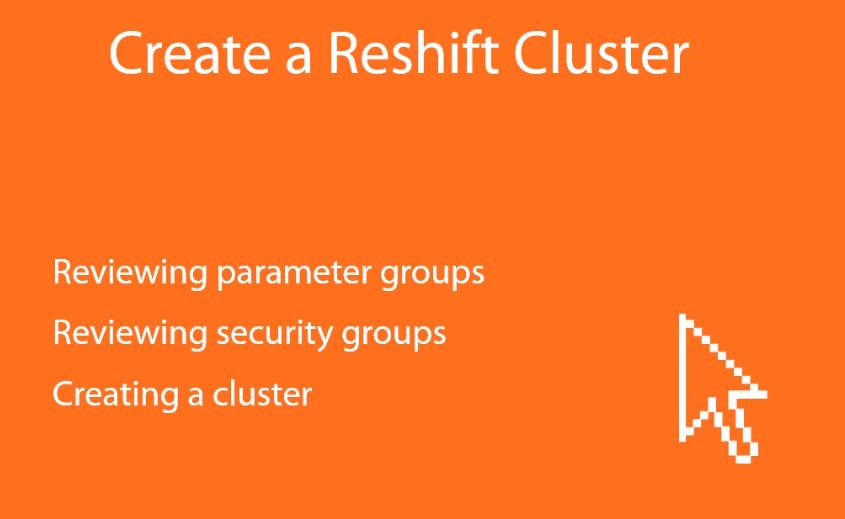 Create a Reshift Cluster
Reviewing parameter groups
Reviewing security groups
Creating a cluster